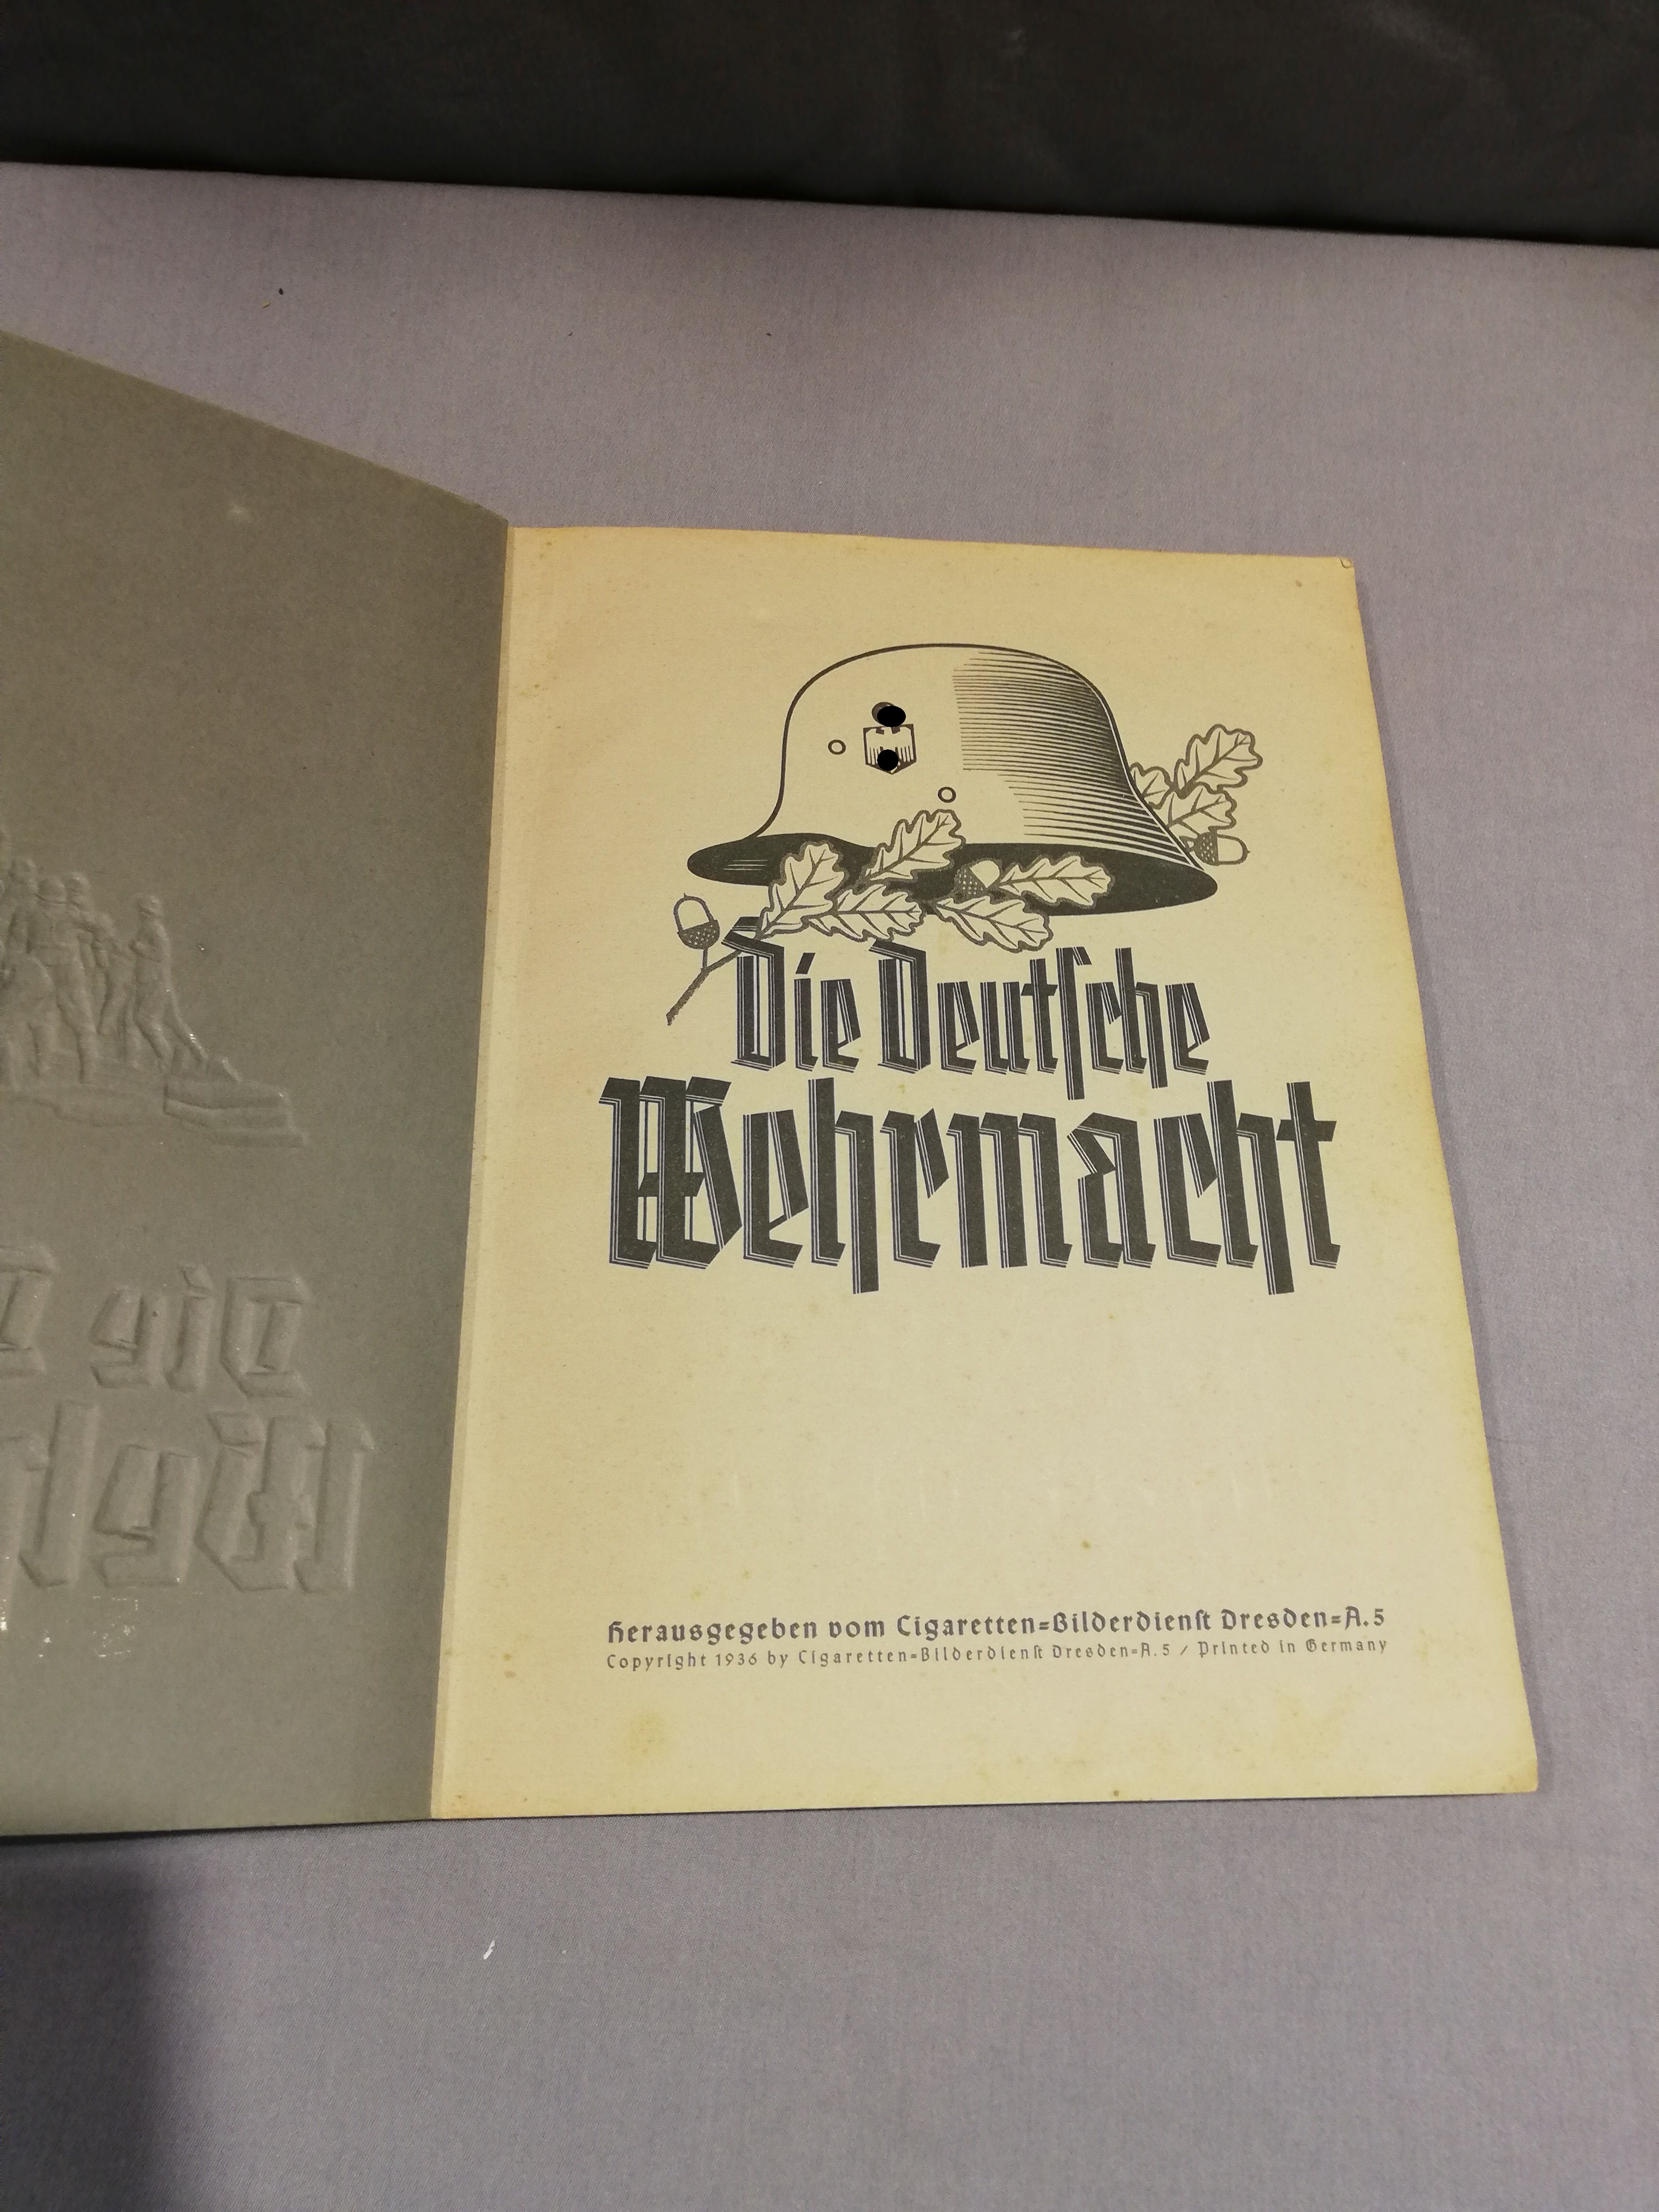 Die Deutſche
Wehrmacht
Herausgegeben vom Cigaretten=Bilderdienſt Dresden=A. 5
Copyright 1936 by Cigaretten=Bilderdienſt Dresden=A. 5 / Printed in Germany